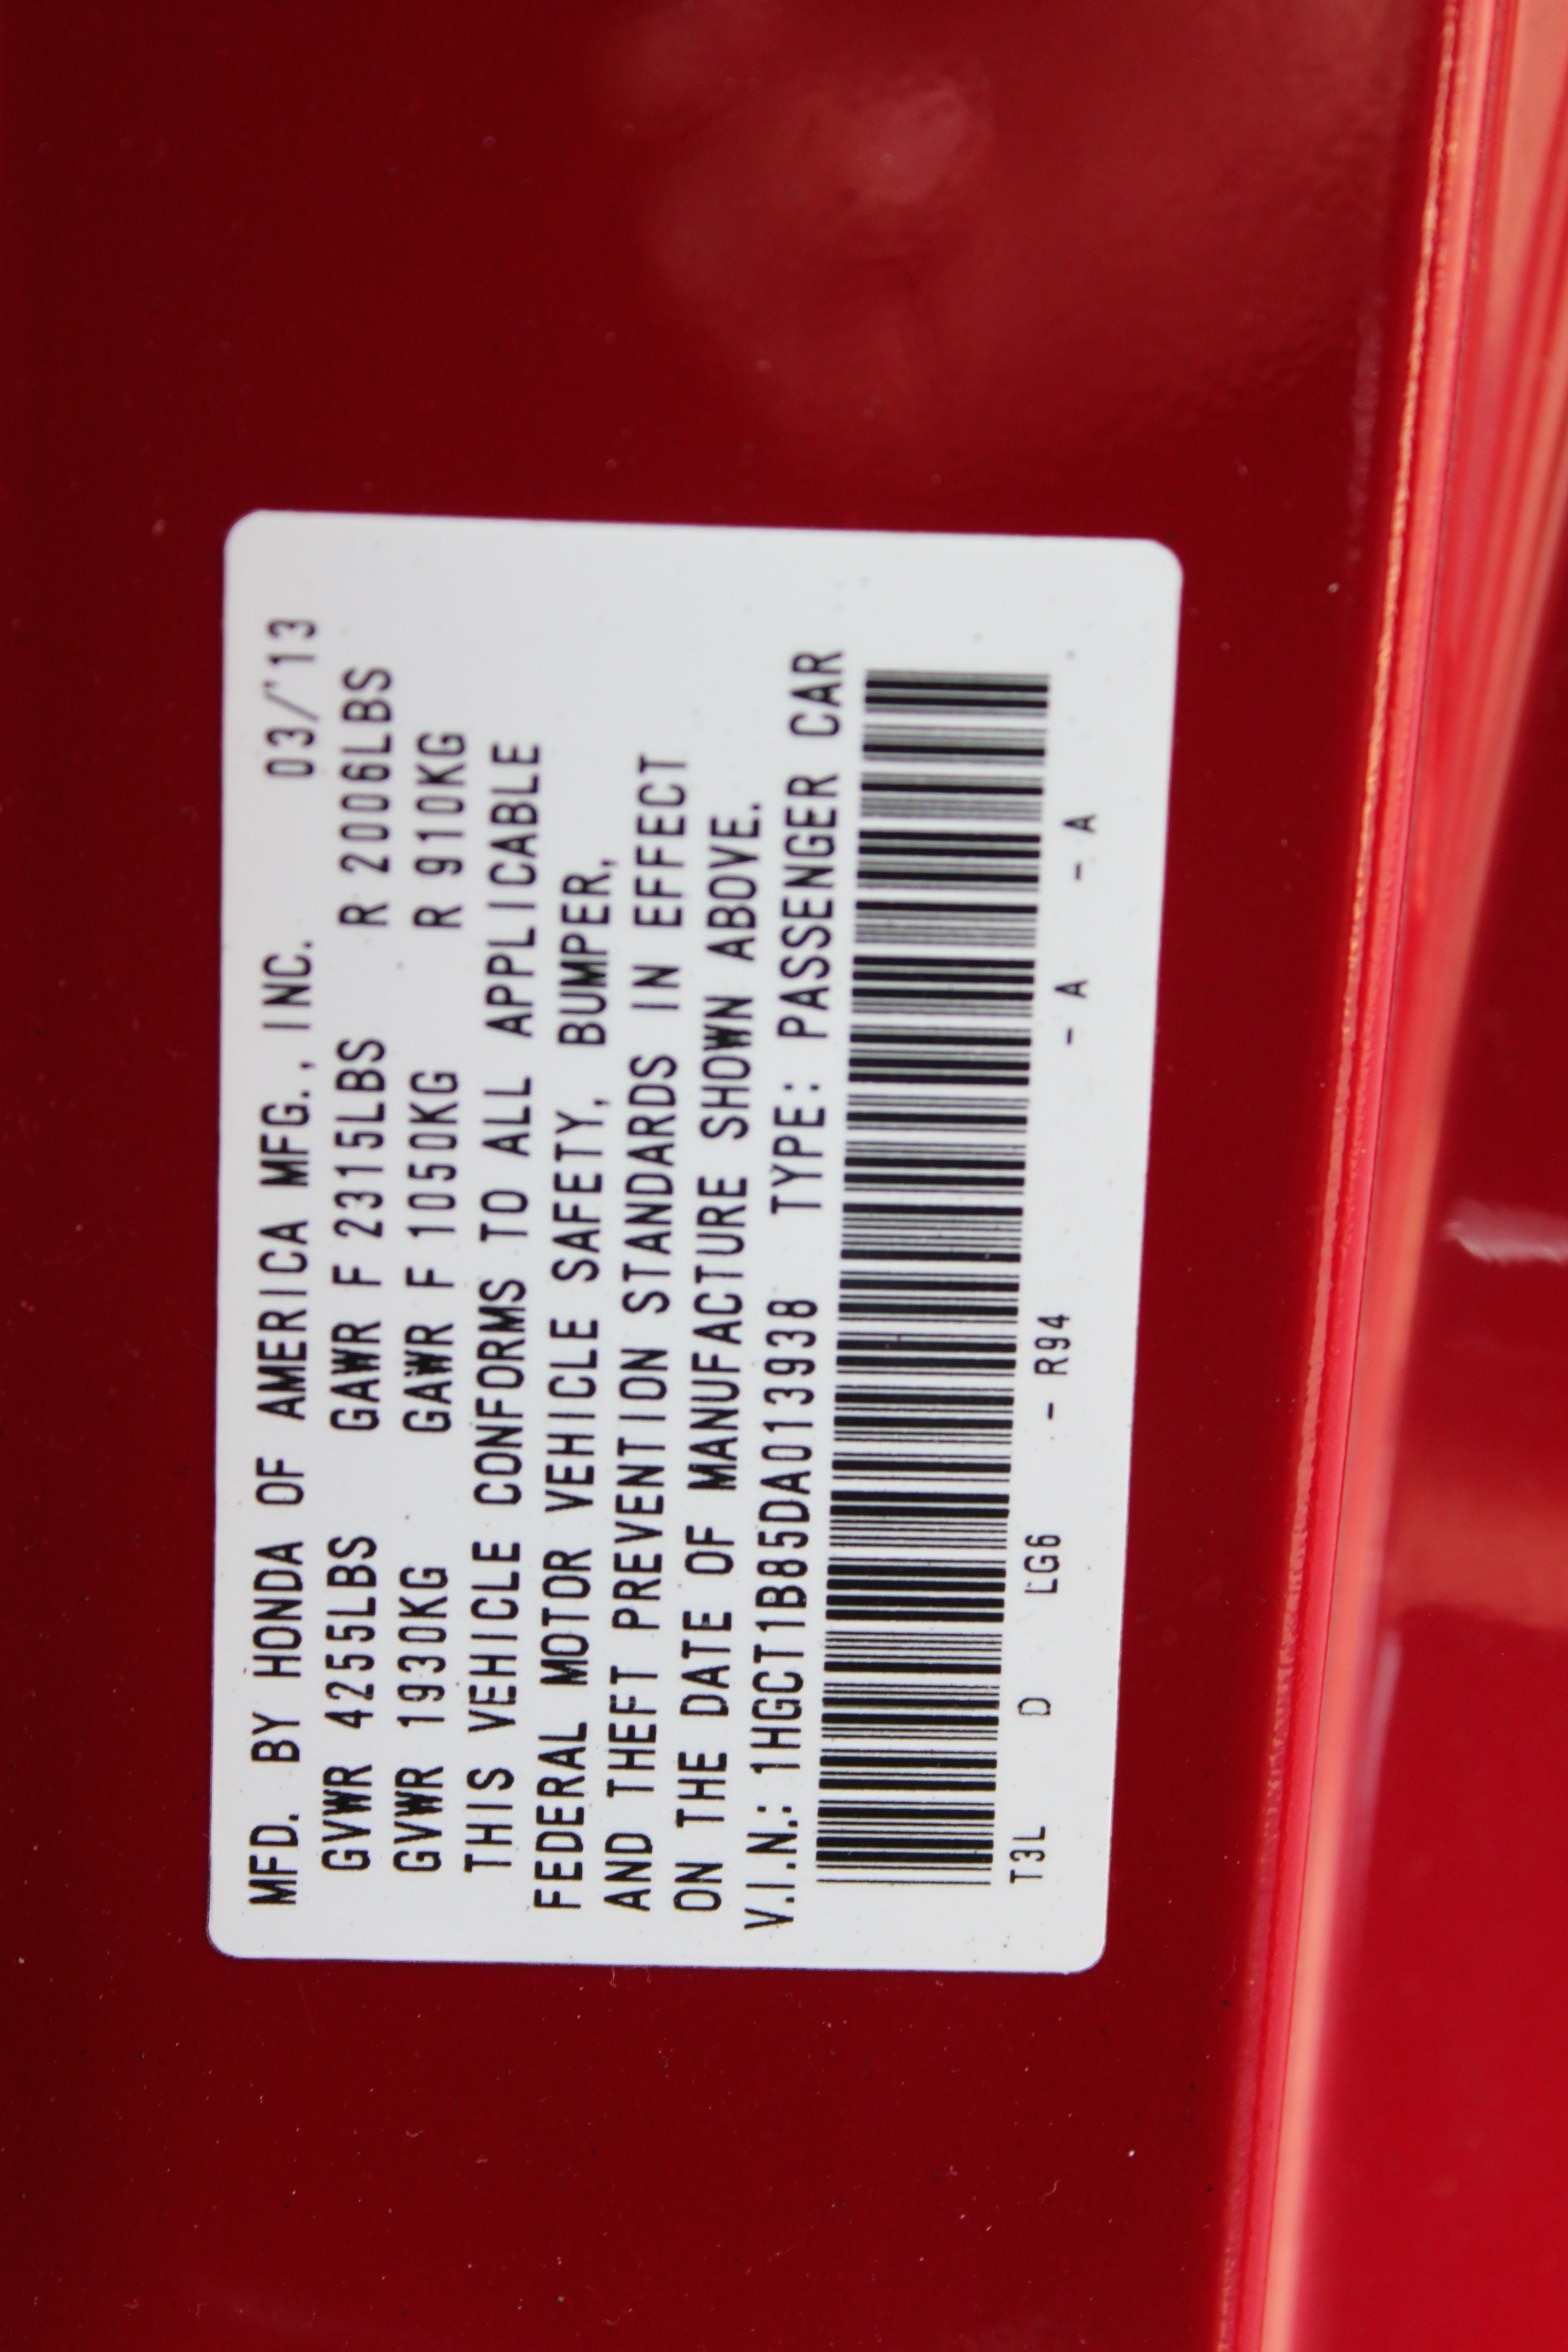 MFD. BY HONDA OF AMERICA MFG., INC. 03/'13
GVWR 4255LBS GAWR F 2315LBS R 2006LBS
GVWR 1930KG GAWR F 1050KG R 910KG
THIS VEHICLE CONFORMS TO ALL APPLICABLE
FEDERAL MOTOR VEHICLE SAFETY, BUMPER,
AND THEFT PREVENTION STANDARDS IN EFFECT
ON THE DATE OF MANUFACTURE SHOWN ABOVE.
V.I.N.: 1HGCT1B85DA013938 TYPE: PASSENGER CAR
T3L D LG6 - R94 - A - A